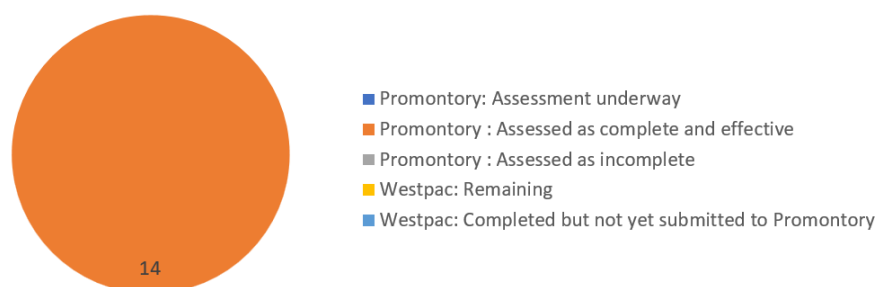 Promontory: Assessment underway
Promontory : Assessed as complete and effective
Promontory : Assessed as incomplete
Westpac: Remaining
Westpac: Completed but not yet submitted to Promontory
14